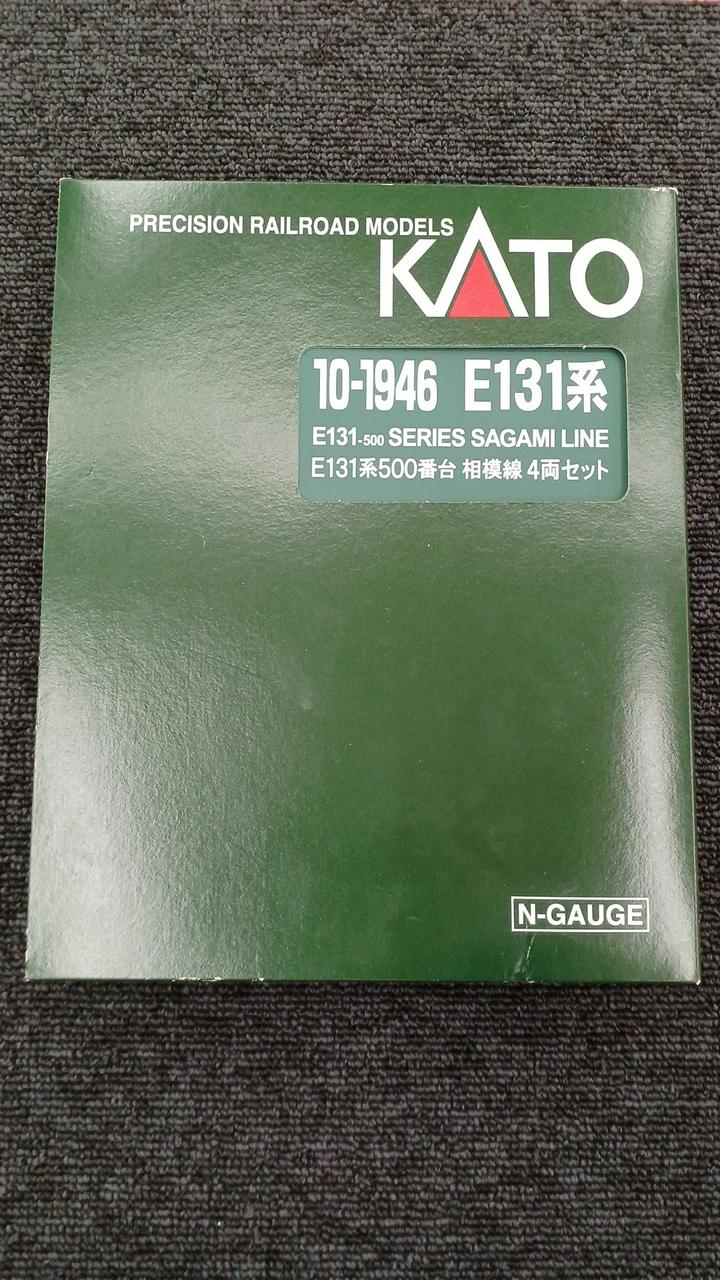 PRECISION RAILROAD MODELS
KATO
10-1946 E131系
E131-500 SERIES SAGAMI LINE
E131系500番台 相模線 4両セット
N-GAUGE